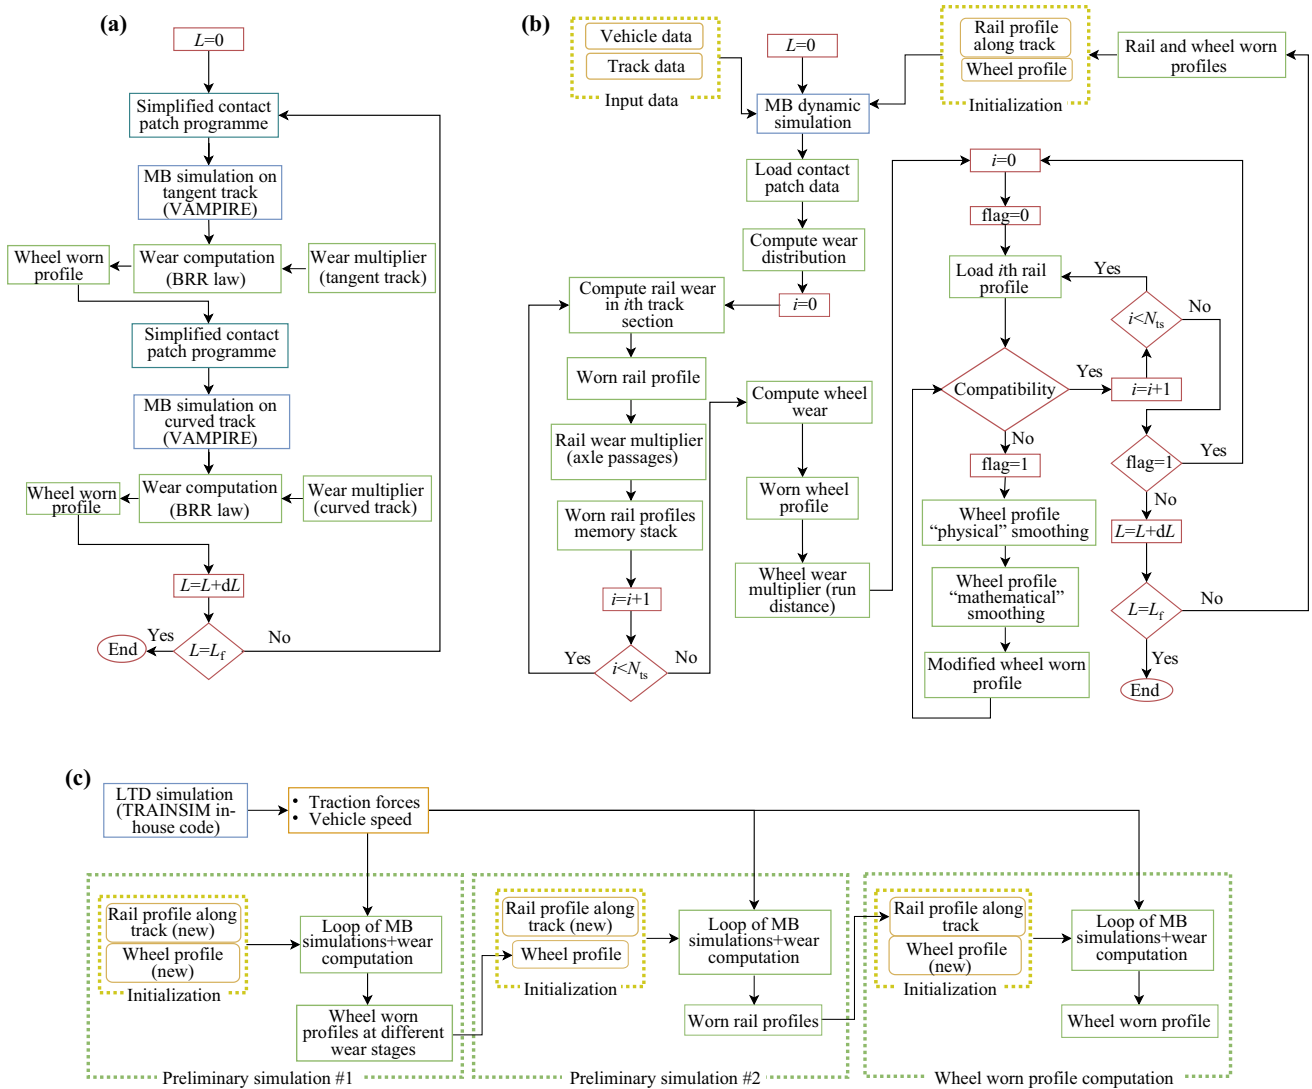 (a)
L=0
Simplified contact
patch programme
MB simulation on
tangent track
(VAMPIRE)
Wheel worn
profile
Wear computation
(BRR law)
Wear multiplier
(tangent track)
Simplified contact
patch programme
MB simulation on
curved track
(VAMPIRE)
Wheel worn
profile
Wear computation
(BRR law)
Wear multiplier
(curved track)
L=L+dL
End
Yes
L=Lf
No
(b)
Vehicle data
Track data
Input data
L=0
MB dynamic
simulation
Rail profile
along track
Wheel profile
Initialization
Rail and wheel worn
profiles
Load contact
patch data
Compute wear
distribution
i=0
Compute rail wear
in ith track
section
Worn rail profile
Rail wear multiplier
(axle passages)
Worn rail profiles
memory stack
i=i+1
Yes
i<Nts
No
Compute wheel
wear
Worn wheel
profile
Wheel wear
multiplier (run
distance)
i=0
flag=0
Load ith rail
profile
Yes
i<Nts
No
Compatibility
Yes
i=i+1
No
flag=1
flag=1
Yes
Wheel profile
“physical” smoothing
No
L=L+dL
Wheel profile
“mathematical”
smoothing
L=Lf
No
Modified wheel worn
profile
Yes
End
(c)
LTD simulation
(TRAINSIM in-
house code)
• Traction forces
• Vehicle speed
Rail profile along
track (new)
Wheel profile
(new)
Initialization
Loop of MB
simulations+wear
computation
Wheel worn
profiles at different
wear stages
Preliminary simulation #1
Rail profile along
track (new)
Wheel profile
Initialization
Loop of MB
simulations+wear
computation
Worn rail profiles
Preliminary simulation #2
Rail profile along
track
Wheel profile
(new)
Initialization
Loop of MB
simulations+wear
computation
Wheel worn profile
Wheel worn profile computation